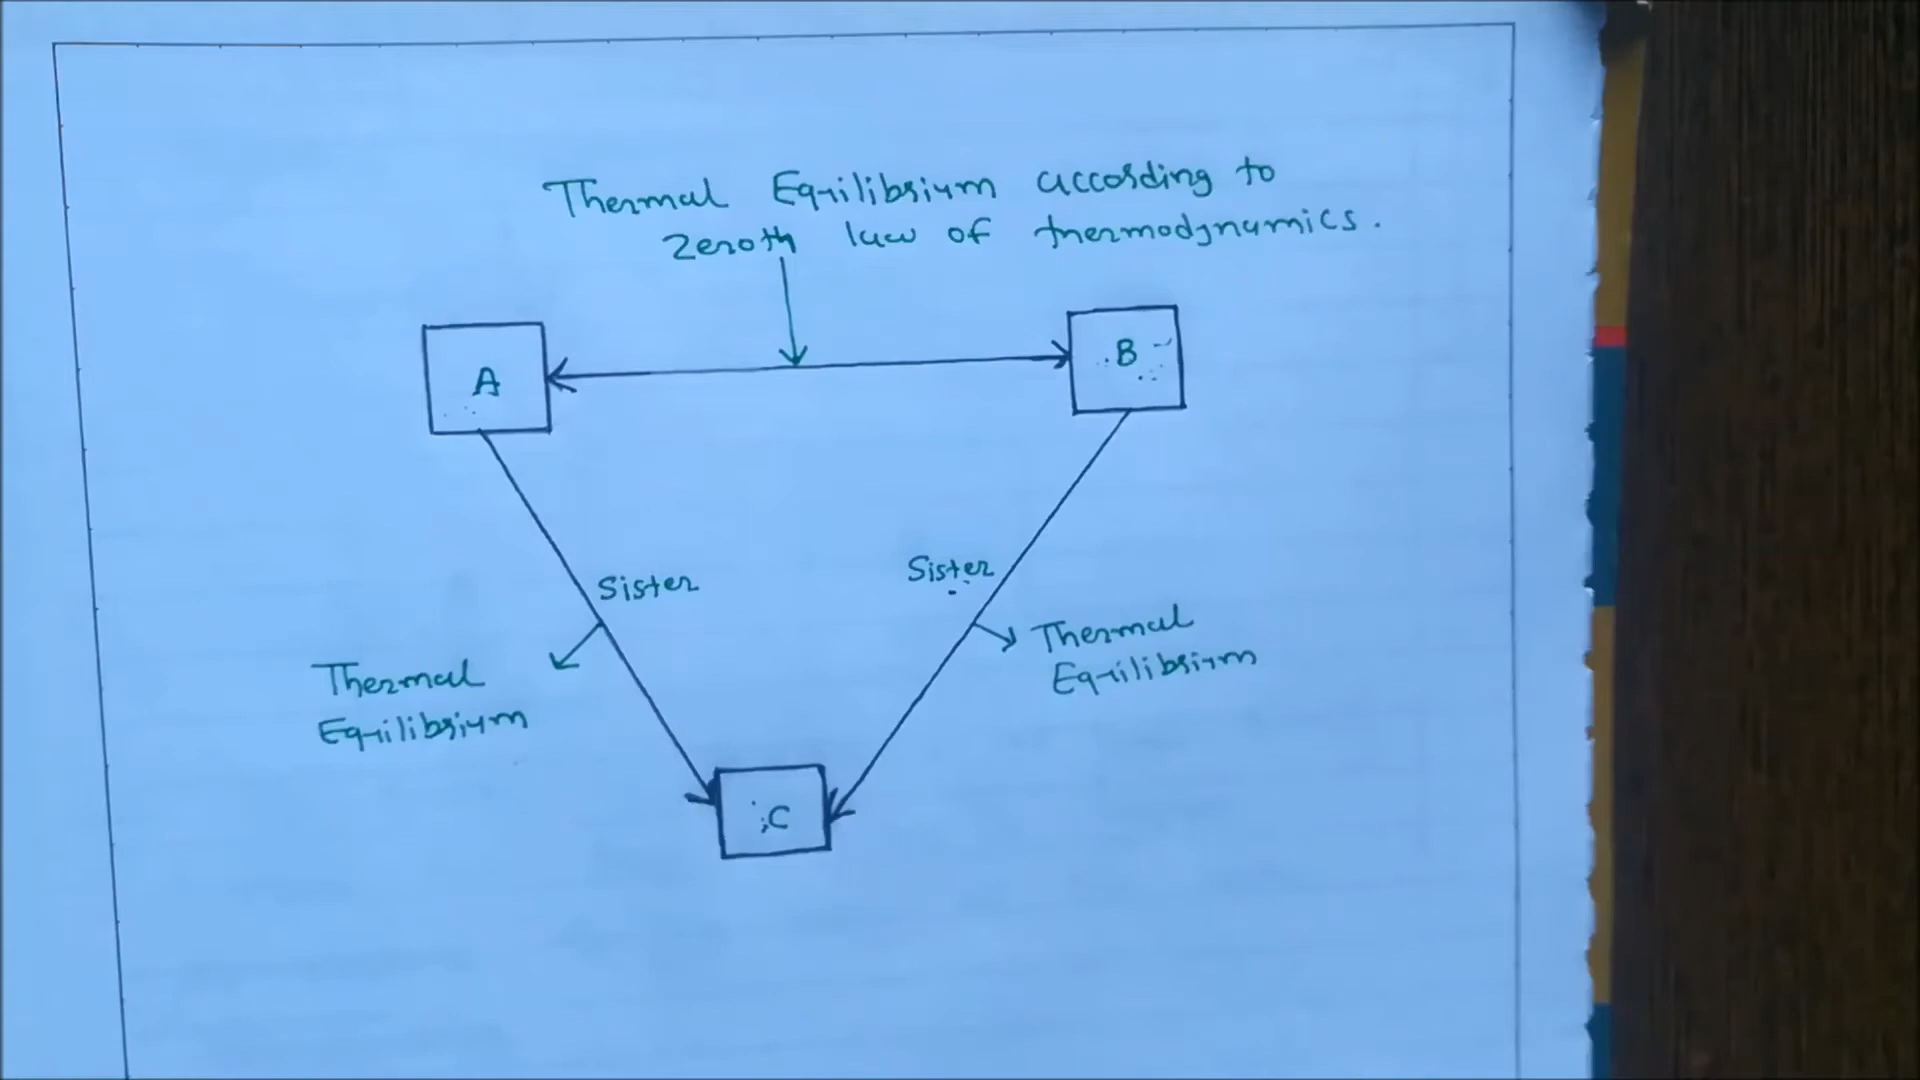 Thermal Equilibrium according to
Zeroth law of thermodynamics.
A
B
Sister
Sister
Thermal
Equilibrium
Thermal
Equilibrium
C